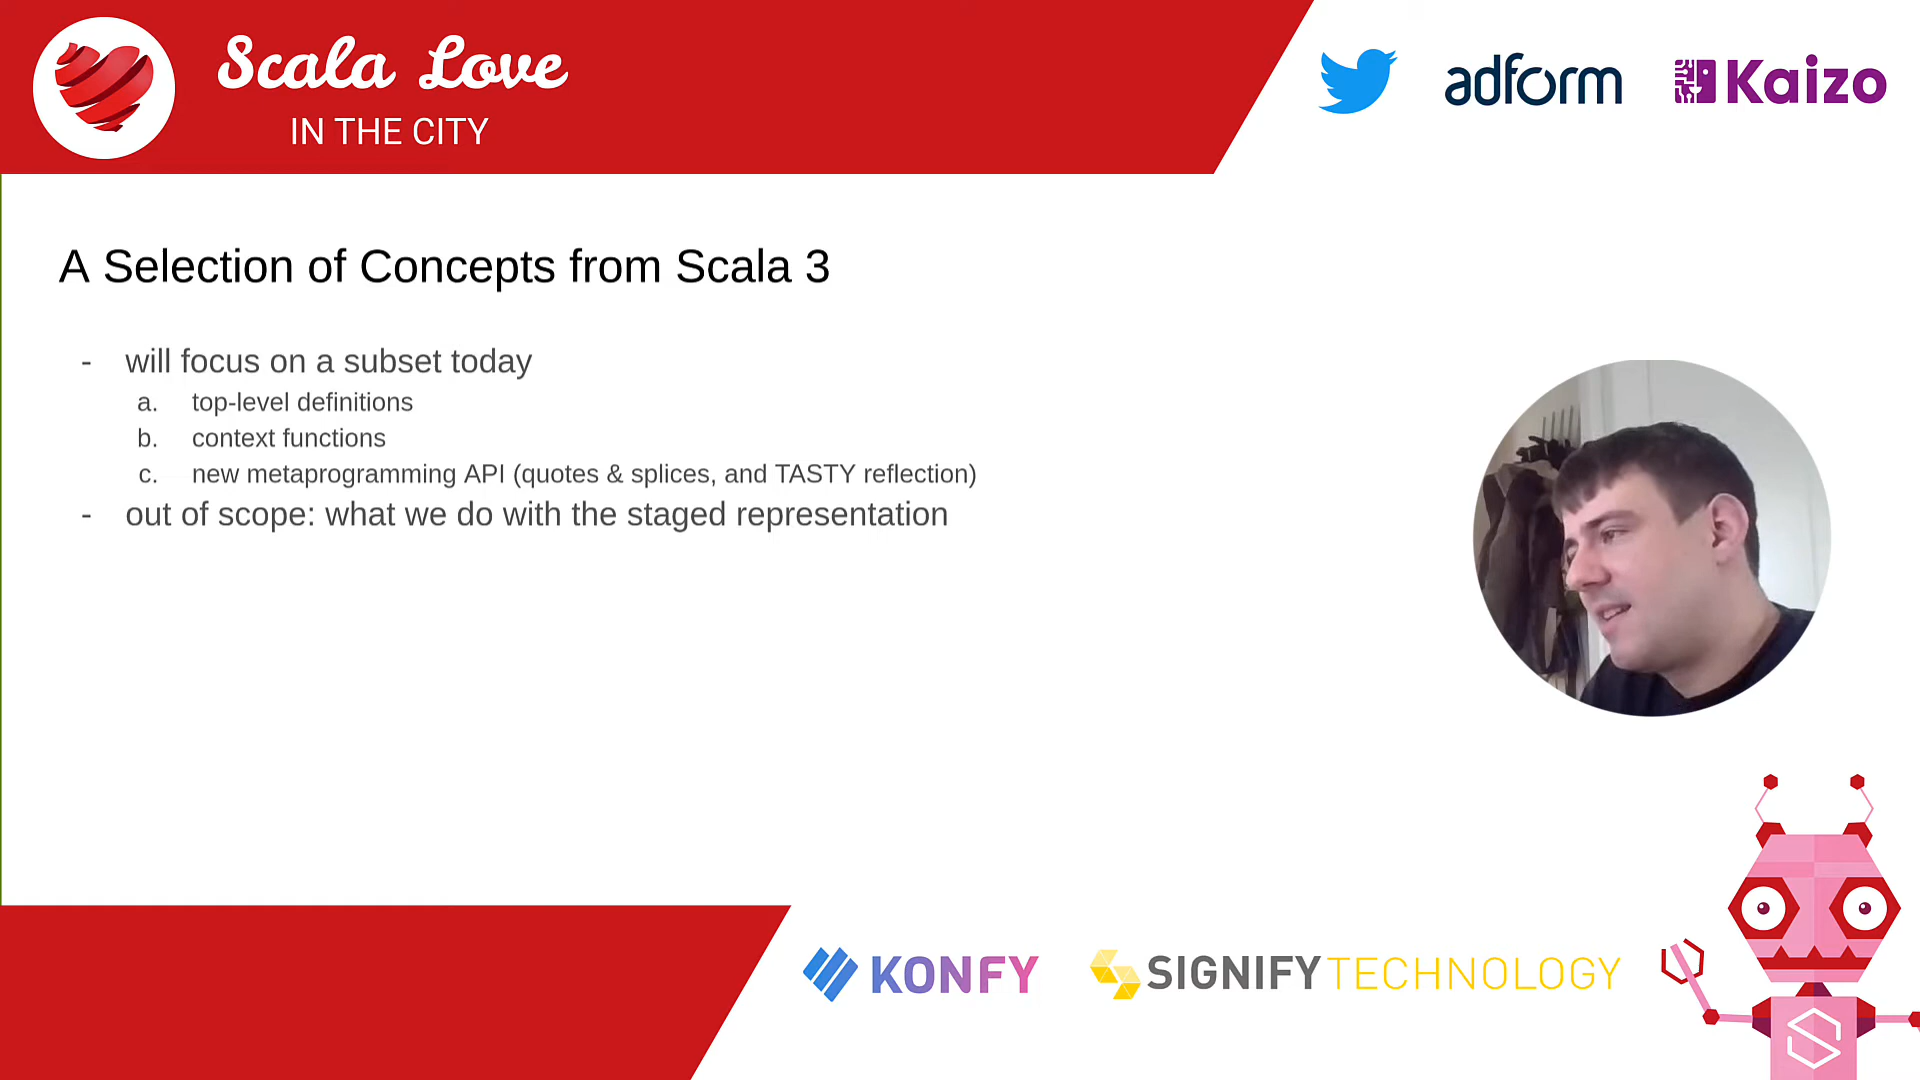 Scala Love
IN THE CITY
adform
Kaizo
A Selection of Concepts from Scala 3
- will focus on a subset today
a. top-level definitions
b. context functions
c. new metaprogramming API (quotes & splices, and TASTY reflection)
- out of scope: what we do with the staged representation
KONFY
SIGNIFY TECHNOLOGY